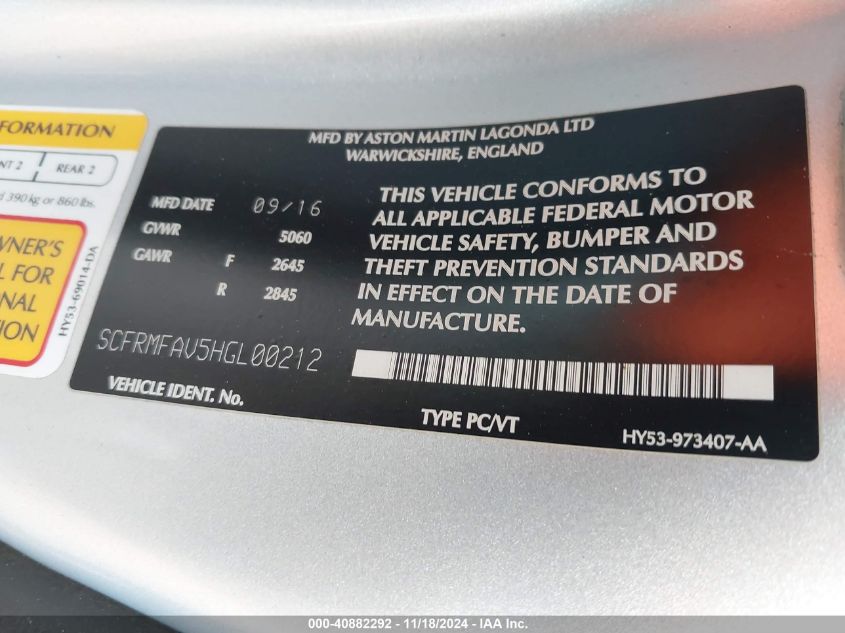 FORMATION
NT 2 REAR 2
d 390 kg or 860 lbs.
WNER'S
L FOR
NAL
ION
HY53-69014-DA
MFD BY ASTON MARTIN LAGONDA LTD
WARWICKSHIRE, ENGLAND
MFD DATE 09/16
GVWR 5060
GAWR F 2645
R 2845
THIS VEHICLE CONFORMS TO
ALL APPLICABLE FEDERAL MOTOR
VEHICLE SAFETY, BUMPER AND
THEFT PREVENTION STANDARDS
IN EFFECT ON THE DATE OF
MANUFACTURE.
SCFRMFAV5HGL00212
VEHICLE IDENT. No.
TYPE PC/VT
HY53-973407-AA
000-40882292 - 11/18/2024 - IAA Inc.